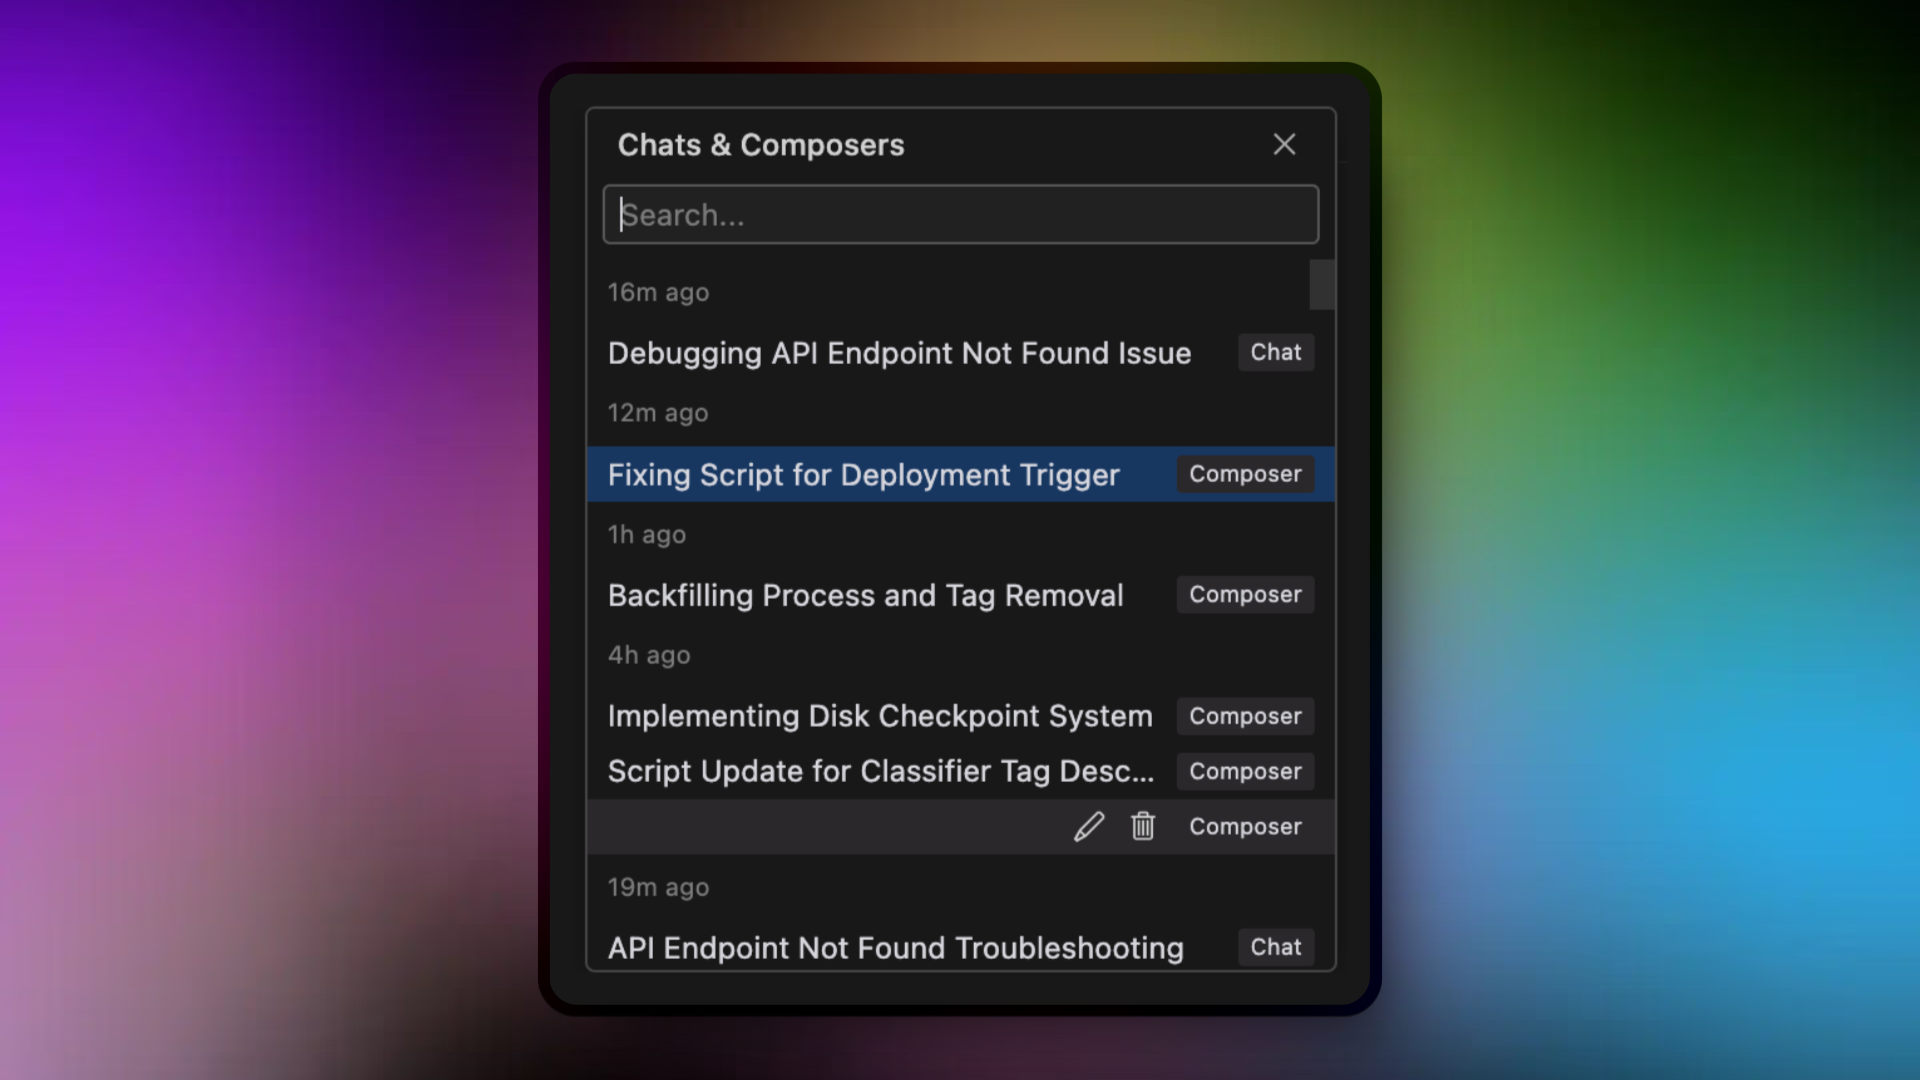 Chats & Composers
Search...
16m ago
Debugging API Endpoint Not Found Issue Chat
12m ago
Fixing Script for Deployment Trigger Composer
1h ago
Backfilling Process and Tag Removal Composer
4h ago
Implementing Disk Checkpoint System Composer
Script Update for Classifier Tag Desc... Composer
Composer
19m ago
API Endpoint Not Found Troubleshooting Chat